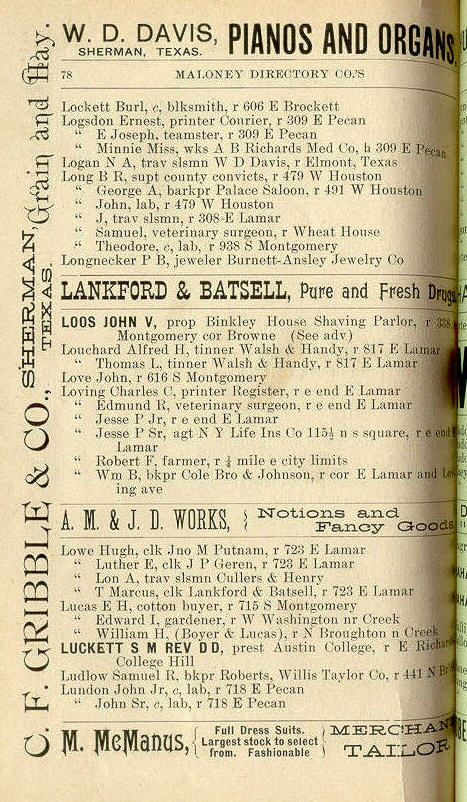 W. D. DAVIS, PIANOS AND ORGANS.
SHERMAN, TEXAS.
78 MALONEY DIRECTORY CO.'S
Lockett Burl, c, blksmith, r 606 E Brockett
Logsdon Ernest, printer Courier, r 309 E Pecan
" E Joseph, teamster, r 309 E Pecan
" Minnie Miss, wks A B Richards Med Co, h 309 E Pecan
Logan N A, trav slsmn W D Davis, r Elmont, Texas
Long B R, supt county convicts, r 479 W Houston
" George A, barkpr Palace Saloon, r 491 W Houston
" John, lab, r 479 W Houston
" J, trav slsmn, r 308 E Lamar
" Samuel, veterinary surgeon, r Wheat House
" Theodore, c, lab, r 938 S Montgomery
Longnecker P B, jeweler Burnett-Ansley Jewelry Co
LANKFORD & BATSELL, Pure and Fresh Drugs
LOOS JOHN V, prop Binkley House Shaving Parlor, r
Montgomery cor Browne (See adv)
Louchard Alfred H, tinner Walsh & Handy, r 817 E Lamar
" Thomas L, tinner Walsh & Handy, r 817 E Lamar
Love John, r 616 S Montgomery
Loving Charles C, printer Register, r e end E Lamar
" Edmund R, veterinary surgeon, r e end E Lamar
" Jesse P Jr, r e end E Lamar
" Jesse P Sr, agt N Y Life Ins Co 115½ n s square, r e end E
Lamar
" Robert F, farmer, r ¼ mile e city limits
" Wm B, bkpr Cole Bro & Johnson, r cor E Lamar and
ing ave
A. M. & J. D. WORKS, { Notions and
Fancy Goods
Lowe Hugh, clk Jno M Putnam, r 723 E Lamar
" Luther E, clk J P Geren, r 723 E Lamar
" Lon A, trav slsmn Cullers & Henry
" T Marcus, clk Lankford & Batsell, r 723 E Lamar
Lucas E H, cotton buyer, r 715 S Montgomery
" Edward I, gardener, r W Washington nr Creek
" William H, (Boyer & Lucas), r N Broughton n Creek
LUCKETT S M REV D D, prest Austin College, r E Richards
College Hill
Ludlow Samuel R, bkpr Roberts, Willis Taylor Co, r 441 N
Lundon John Jr, c, lab, r 718 E Pecan
" John Sr, c, lab, r 718 E Pecan
M. McManus, { Full Dress Suits.
Largest stock to select
from. Fashionable } MERCHANT
TAILOR
C. F. GRIBBLE & CO., SHERMAN, TEXAS. Grain and Hay.